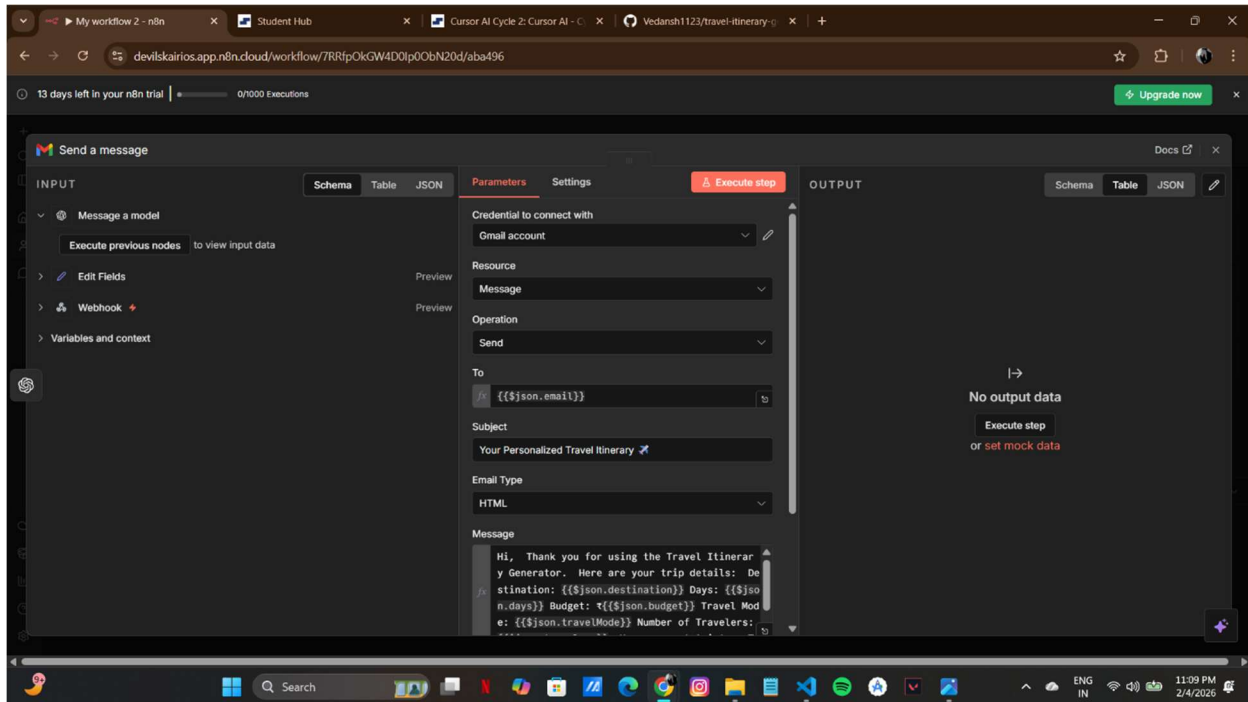 My workflow 2 - n8n
Student Hub
Cursor AI Cycle 2: Cursor AI - C
Vedansh1123/travel-itinerary-g
devilskairios.app.n8n.cloud/workflow/7RRfpOkGW4D0Ip0ObN20d/aba496
13 days left in your n8n trial
0/1000 Executions
Upgrade now
Send a message
Docs
INPUT
Schema Table JSON
Message a model
Execute previous nodes to view input data
Edit Fields Preview
Webhook Preview
Variables and context
Parameters Settings
Execute step
Credential to connect with
Gmail account
Resource
Message
Operation
Send
To
fx {{$json.email}}
Subject
Your Personalized Travel Itinerary ✈️
Email Type
HTML
Message
fx
Hi, Thank you for using the Travel Itinerar
y Generator. Here are your trip details: De
stination: {{$json.destination}} Days: {{$jso
n.days}} Budget: ₹{{$json.budget}} Travel Mod
e: {{$json.travelMode}} Number of Travelers:
OUTPUT
Schema Table JSON
No output data
Execute step
or set mock data
9+
Search
ENG
IN
11:09 PM
2/4/2026